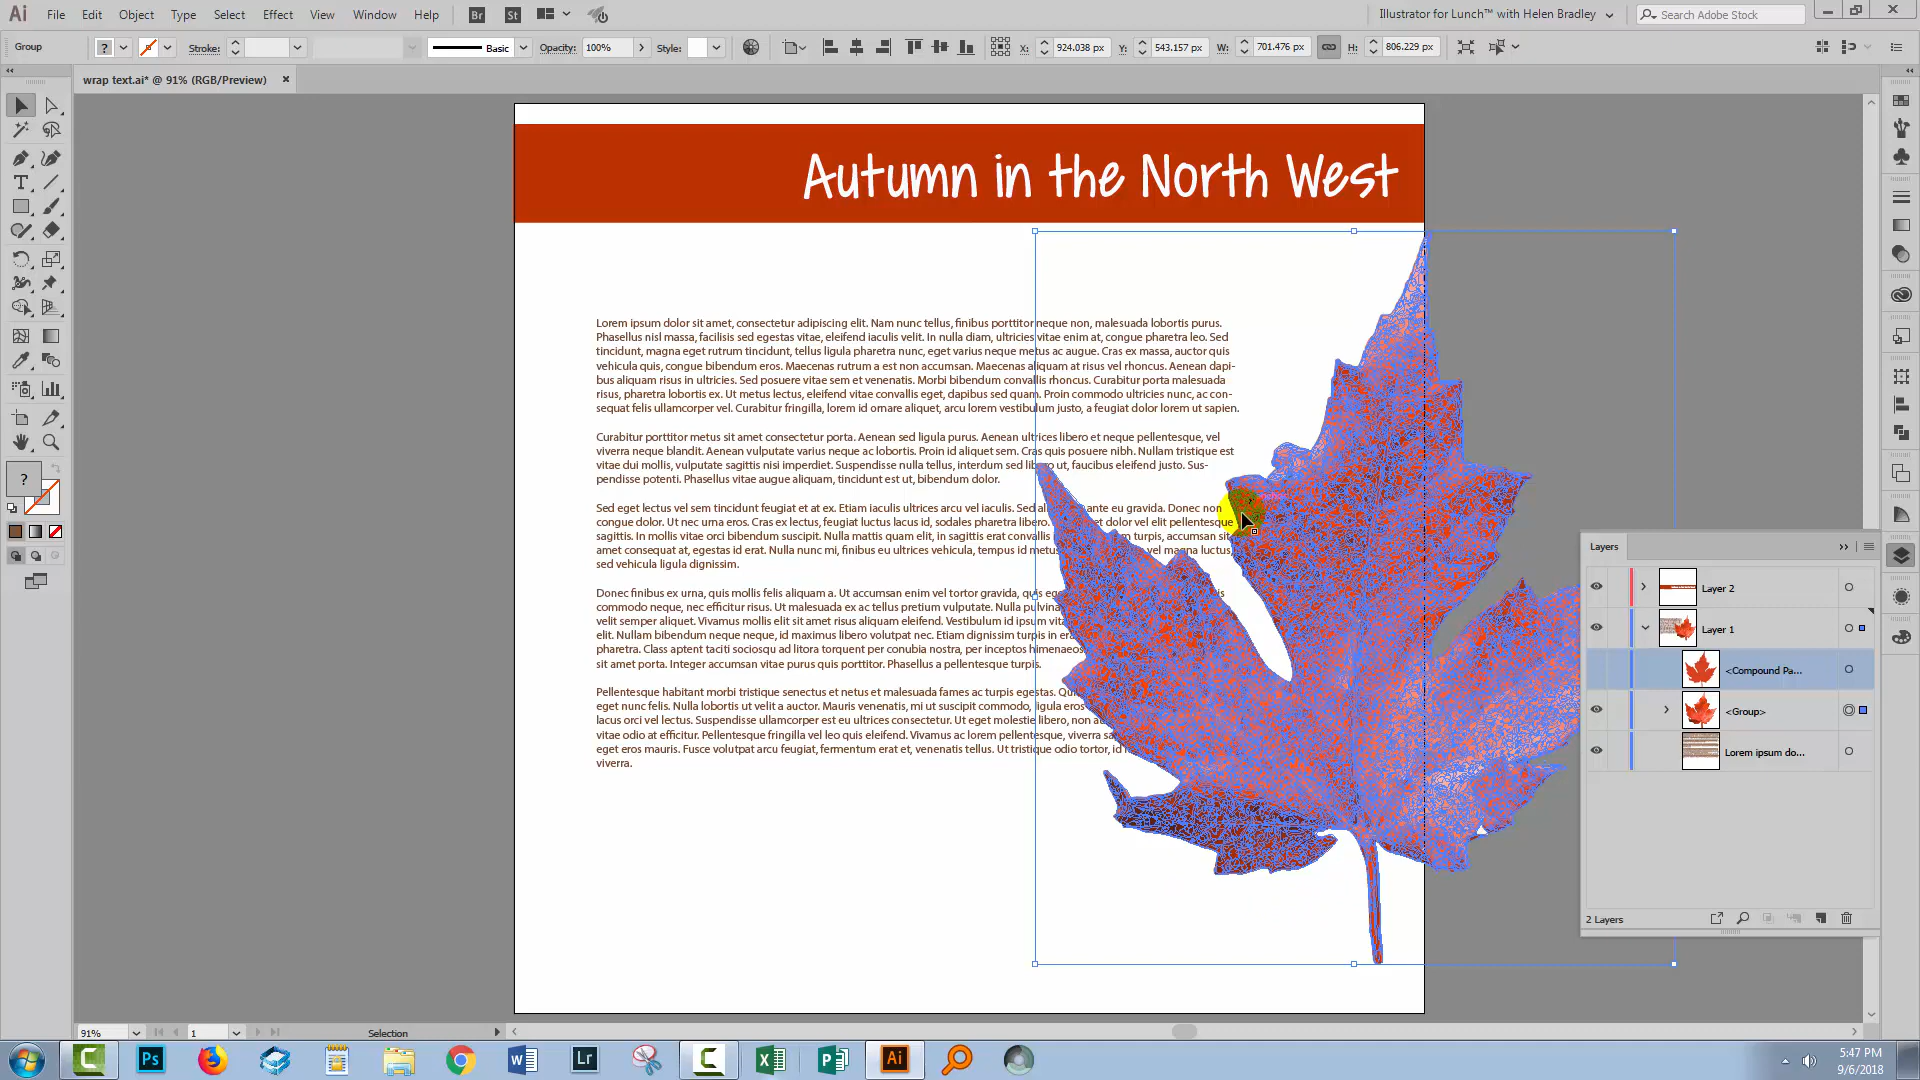 Ai File Edit Object Type Select Effect View Window Help Br St Illustrator for Lunch™ with Helen Bradley Search Adobe Stock
Group ? Stroke: Basic Opacity: 100% Style: X: 924.038 px Y: 543.157 px W: 701.476 px H: 806.229 px
wrap text.ai* @ 91% (RGB/Preview)
Autumn in the North West
Lorem ipsum dolor sit amet, consectetur adipiscing elit. Nam nunc tellus, finibus porttitor neque non, malesuada lobortis purus.
Phasellus nisl massa, facilisis sed egestas vitae, eleifend iaculis velit. In nulla diam, ultricies vitae enim at, congue pharetra leo. Sed
tincidunt, magna eget rutrum tincidunt, tellus ligula pharetra nunc, eget varius neque metus ac augue. Cras ex massa, auctor quis
vehicula quis, congue bibendum eros. Maecenas rutrum a est non accumsan. Maecenas aliquam at risus vel rhoncus. Aenean dapi-
bus aliquam risus in ultricies. Sed posuere vitae sem et venenatis. Morbi bibendum convallis rhoncus. Curabitur porta malesuada
risus, pharetra lobortis ex. Ut metus lectus, eleifend vitae convallis eget, dapibus sed quam. Proin commodo ultricies nunc, ac con-
sequat felis ullamcorper vel. Curabitur fringilla, lorem id ornare aliquet, arcu lorem vestibulum justo, a feugiat dolor lorem ut sapien.
Curabitur porttitor metus sit amet consectetur porta. Aenean sed ligula purus. Aenean ultrices libero et neque pellentesque, vel
viverra neque blandit. Aenean vulputate varius neque ac lobortis. Proin id aliquet sem. Cras quis posuere nibh. Nullam tristique est
vitae dui mollis, vulputate sagittis nisi imperdiet. Suspendisse nulla tellus, interdum sed libero ut, faucibus eleifend justo. Sus-
pendisse potenti. Phasellus vitae augue aliquam, tincidunt est ut, bibendum dolor.
Sed eget lectus vel sem tincidunt feugiat et at ex. Etiam iaculis ultrices arcu vel iaculis. Sed ante eu gravida. Donec non
congue dolor. Ut nec urna eros. Cras ex lectus, feugiat luctus lacus id, sodales pharetra libero. et dolor vel elit pellentesque
sagittis. In mollis vitae orci bibendum suscipit. Nulla mattis quam elit, in sagittis erat convallis turpis, accumsan sit
amet consequat at, egestas id erat. Nulla nunc mi, finibus eu ultrices vehicula, tempus id metus. vel magna luctus,
sed vehicula ligula dignissim.
Donec finibus ex urna, quis mollis felis aliquam a. Ut accumsan enim vel tortor gravida, quis
commodo neque, nec efficitur risus. Ut malesuada ex ac tellus pretium vulputate. Nulla
velit semper aliquet. Vivamus mollis elit sit amet risus aliquam eleifend. Vestibulum id ipsum
elit. Nullam bibendum neque neque, id maximus libero volutpat nec. Etiam dignissim turpis in
pharetra. Class aptent taciti sociosqu ad litora torquent per conubia nostra, per inceptos himenaeos.
sit amet porta. Integer accumsan vitae purus quis porttitor. Phasellus a pellentesque turpis.
Pellentesque habitant morbi tristique senectus et netus et malesuada fames ac turpis egestas.
eget nunc felis. Nulla lobortis ut velit a auctor. Mauris venenatis, mi ut suscipit commodo, ligula eros
lacus orci vel lectus. Suspendisse ullamcorper est eu ultrices consectetur. Ut eget molestie libero, non
vitae odio at efficitur. Pellentesque fringilla vel leo quis eleifend. Vivamus ac lorem pellentesque, viverra
eget eros mauris. Fusce volutpat arcu feugiat, fermentum erat et, venenatis tellus. Ut tristique odio tortor, id
viverra.
Layers
Layer 2
Layer 1
<Compound Pa...
<Group>
Lorem ipsum do...
2 Layers
?
91% 1 Selection
Ps W Lr X P Ai
5:47 PM
9/6/2018